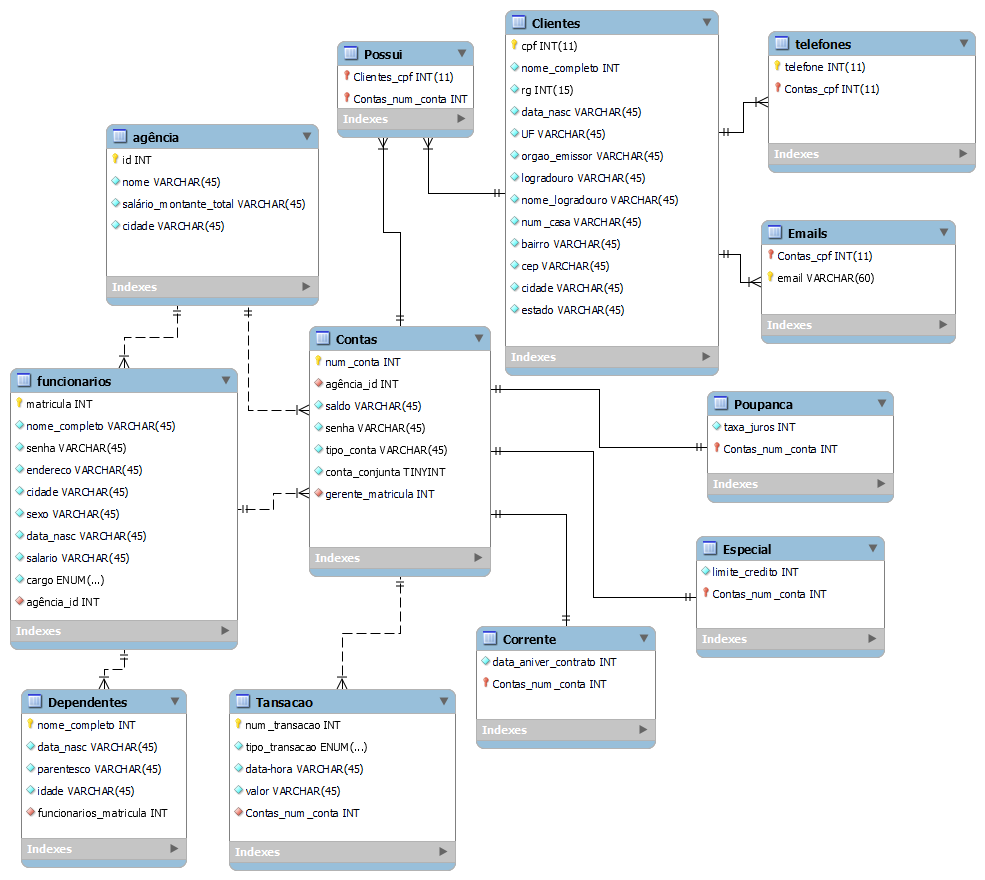 Clientes
cpf INT(11)
nome_completo INT
rg INT(15)
data_nasc VARCHAR(45)
UF VARCHAR(45)
orgao_emissor VARCHAR(45)
logradouro VARCHAR(45)
nome_logradouro VARCHAR(45)
num_casa VARCHAR(45)
bairro VARCHAR(45)
cep VARCHAR(45)
cidade VARCHAR(45)
estado VARCHAR(45)
Indexes
telefones
telefone INT(11)
Contas_cpf INT(11)
Indexes
Possui
Clientes_cpf INT(11)
Contas_num_conta INT
Indexes
agência
id INT
nome VARCHAR(45)
salário_montante_total VARCHAR(45)
cidade VARCHAR(45)
Indexes
Emails
Contas_cpf INT(11)
email VARCHAR(60)
Indexes
Contas
num_conta INT
agência_id INT
saldo VARCHAR(45)
senha VARCHAR(45)
tipo_conta VARCHAR(45)
conta_conjunta TINYINT
gerente_matricula INT
Indexes
funcionarios
matricula INT
nome_completo VARCHAR(45)
senha VARCHAR(45)
endereco VARCHAR(45)
cidade VARCHAR(45)
sexo VARCHAR(45)
data_nasc VARCHAR(45)
salario VARCHAR(45)
cargo ENUM(...)
agência_id INT
Indexes
Poupanca
taxa_juros INT
Contas_num_conta INT
Indexes
Especial
limite_credito INT
Contas_num_conta INT
Indexes
Corrente
data_aniver_contrato INT
Contas_num_conta INT
Indexes
Dependentes
nome_completo INT
data_nasc VARCHAR(45)
parentesco VARCHAR(45)
idade VARCHAR(45)
funcionarios_matricula INT
Indexes
Tansacao
num_transacao INT
tipo_transacao ENUM(...)
data-hora VARCHAR(45)
valor VARCHAR(45)
Contas_num_conta INT
Indexes